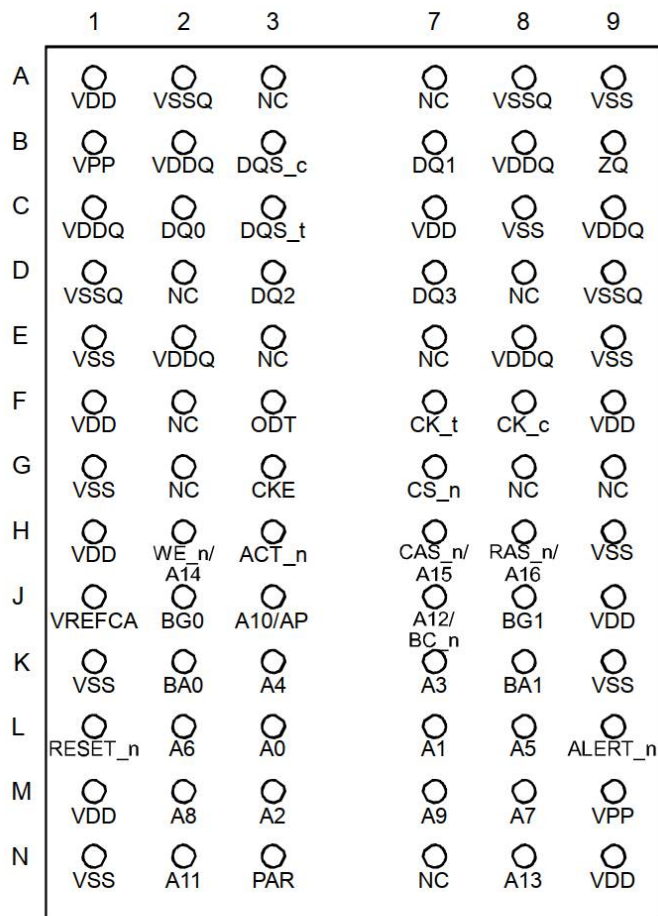 1 2 3 7 8 9
A
VDD VSSQ NC NC VSSQ VSS
B
VPP VDDQ DQS_c DQ1 VDDQ ZQ
C
VDDQ DQ0 DQS_t VDD VSS VDDQ
D
VSSQ NC DQ2 DQ3 NC VSSQ
E
VSS VDDQ NC NC VDDQ VSS
F
VDD NC ODT CK_t CK_c VDD
G
VSS NC CKE CS_n NC NC
H
VDD WE_n/ ACT_n CAS_n/ RAS_n/ VSS
A14 A15 A16
J
VREFCA BG0 A10/AP A12/ BG1 VDD
BC_n
K
VSS BA0 A4 A3 BA1 VSS
L
RESET_n A6 A0 A1 A5 ALERT_n
M
VDD A8 A2 A9 A7 VPP
N
VSS A11 PAR NC A13 VDD